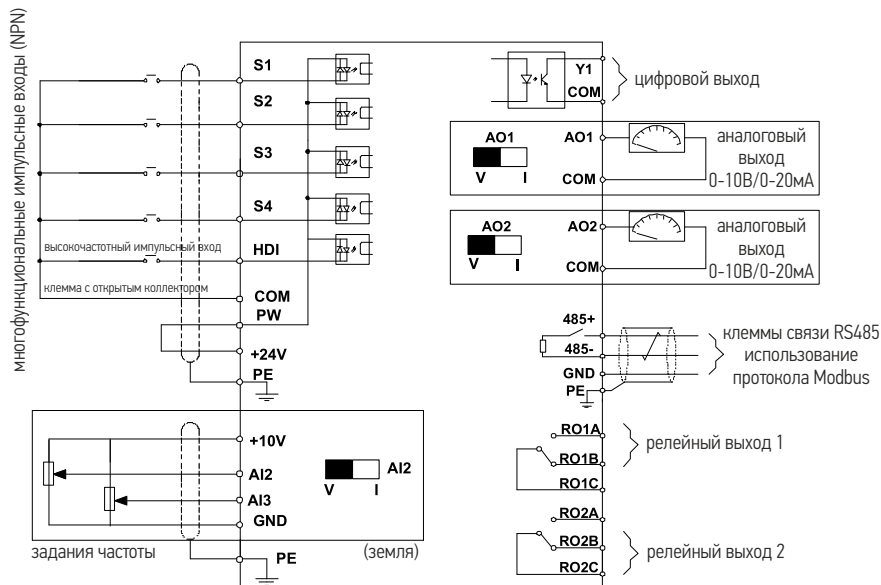 многофункциональные импульсные входы (NPN)
S1
S2
S3
S4
высокочастотный импульсный вход
HDI
клемма с открытым коллектором
COM
PW
+24V
PE
+10V
AI2
AI3
GND
V I
AI2
задания частоты
PE
(земля)
Y1
COM
цифровой выход
AO1
V I
AO1
COM
аналоговый
выход
0-10В/0-20мА
AO2
V I
AO2
COM
аналоговый
выход
0-10В/0-20мА
485+
485-
GND
PE
клеммы связи RS485
использование
протокола Modbus
RO1A
RO1B
RO1C
релейный выход 1
RO2A
RO2B
RO2C
релейный выход 2